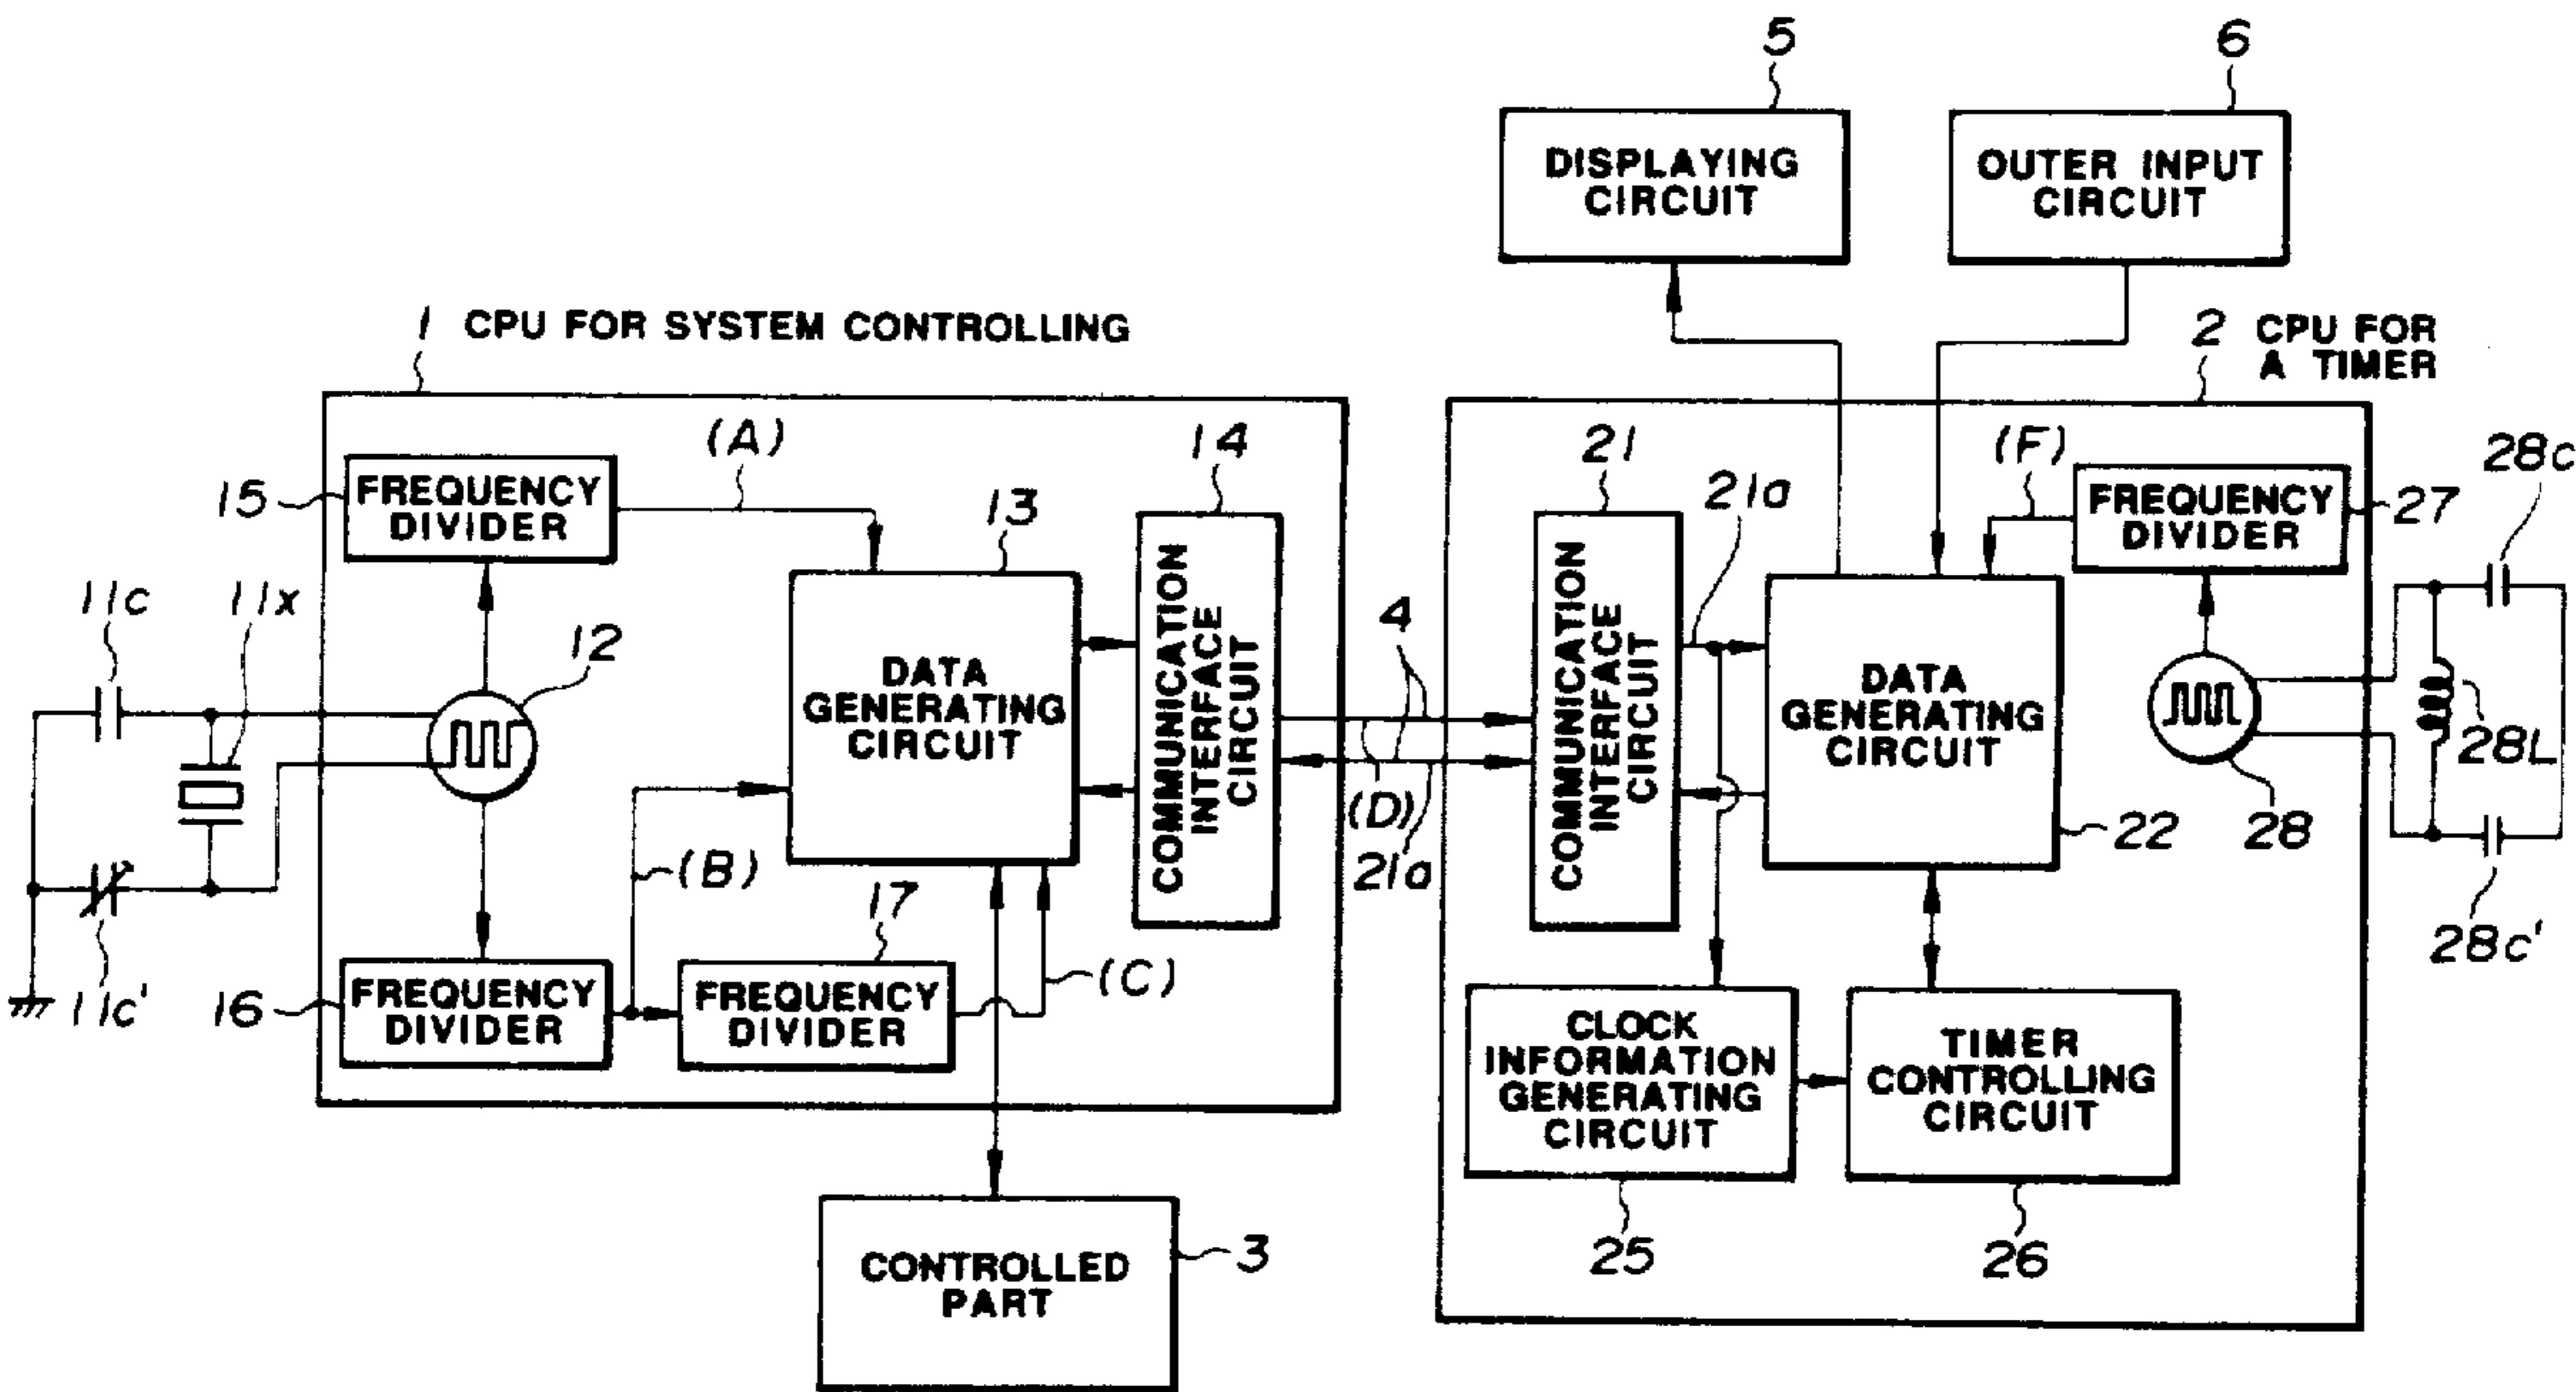 5
6
DISPLAYING
CIRCUIT
OUTER INPUT
CIRCUIT
1 CPU FOR SYSTEM CONTROLLING
2 CPU FOR
A TIMER
(A)
14
21
21a
(F)
28c
15
FREQUENCY
DIVIDER
13
FREQUENCY
DIVIDER
27
11c
11x
12
COMMUNICATION
INTERFACE
CIRCUIT
4
COMMUNICATION
INTERFACE
CIRCUIT
DATA
GENERATING
CIRCUIT
DATA
GENERATING
CIRCUIT
28L
(D)
21a
22
28
(B)
17
28c'
11c'
16
FREQUENCY
DIVIDER
FREQUENCY
DIVIDER
(C)
CLOCK
INFORMATION
GENERATING
CIRCUIT
TIMER
CONTROLLING
CIRCUIT
25
26
CONTROLLED
PART
3